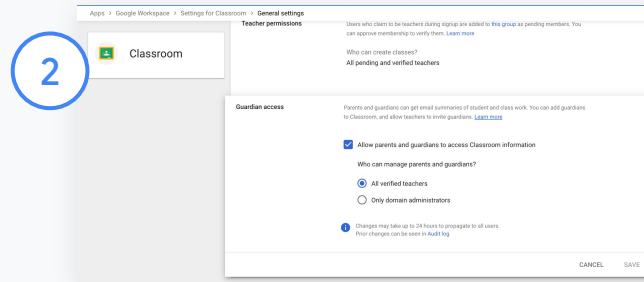 Apps > Google Workspace > Settings for Classroom > General settings
2
Classroom
Teacher permissions
Users who claim to be teachers during signup are added to this group as pending members. You
can approve membership to verify them. Learn more
Who can create classes?
All pending and verified teachers
Guardian access
Parents and guardians can get email summaries of student and class work. You can add guardians
to Classroom, and allow teachers to invite guardians. Learn more
Allow parents and guardians to access Classroom information
Who can manage parents and guardians?
All verified teachers
Only domain administrators
Changes may take up to 24 hours to propagate to all users.
Prior changes can be seen in Audit log
CANCEL SAVE